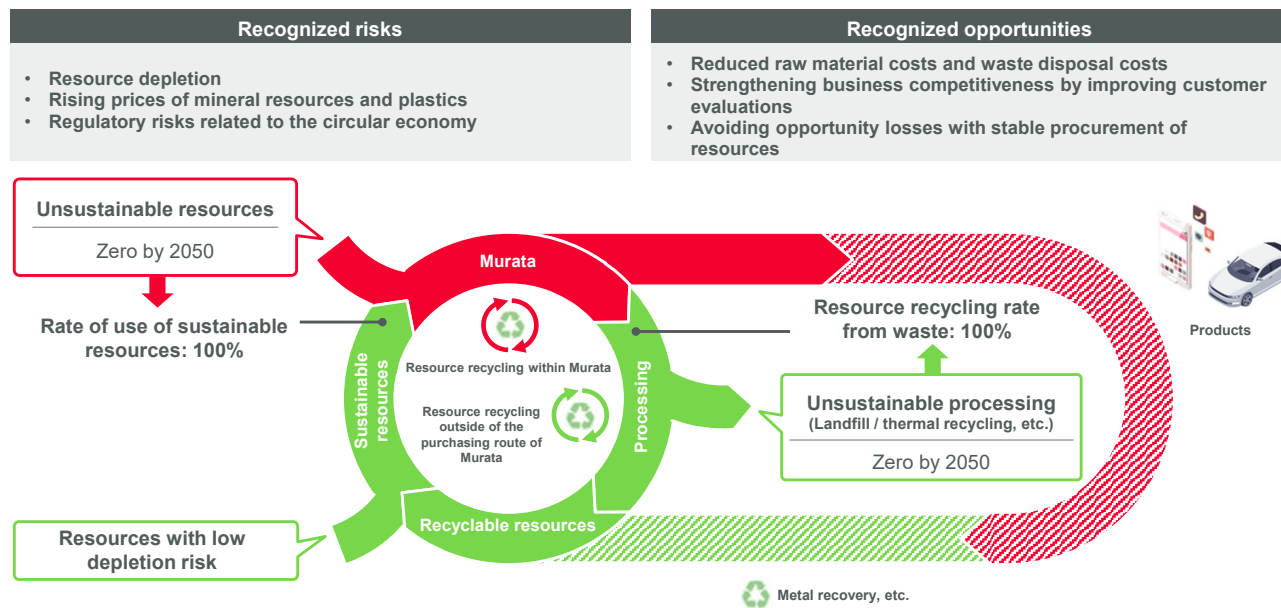 Recognized risks
• Resource depletion
• Rising prices of mineral resources and plastics
• Regulatory risks related to the circular economy
Recognized opportunities
• Reduced raw material costs and waste disposal costs
• Strengthening business competitiveness by improving customer
evaluations
• Avoiding opportunity losses with stable procurement of
resources
Unsustainable resources
Zero by 2050
Rate of use of sustainable
resources: 100%
Resources with low
depletion risk
Murata
Sustainable
resources
Processing
Recyclable resources
Resource recycling within Murata
Resource recycling
outside of the
purchasing route of
Murata
Resource recycling rate
from waste: 100%
Unsustainable processing
(Landfill / thermal recycling, etc.)
Zero by 2050
Products
Metal recovery, etc.